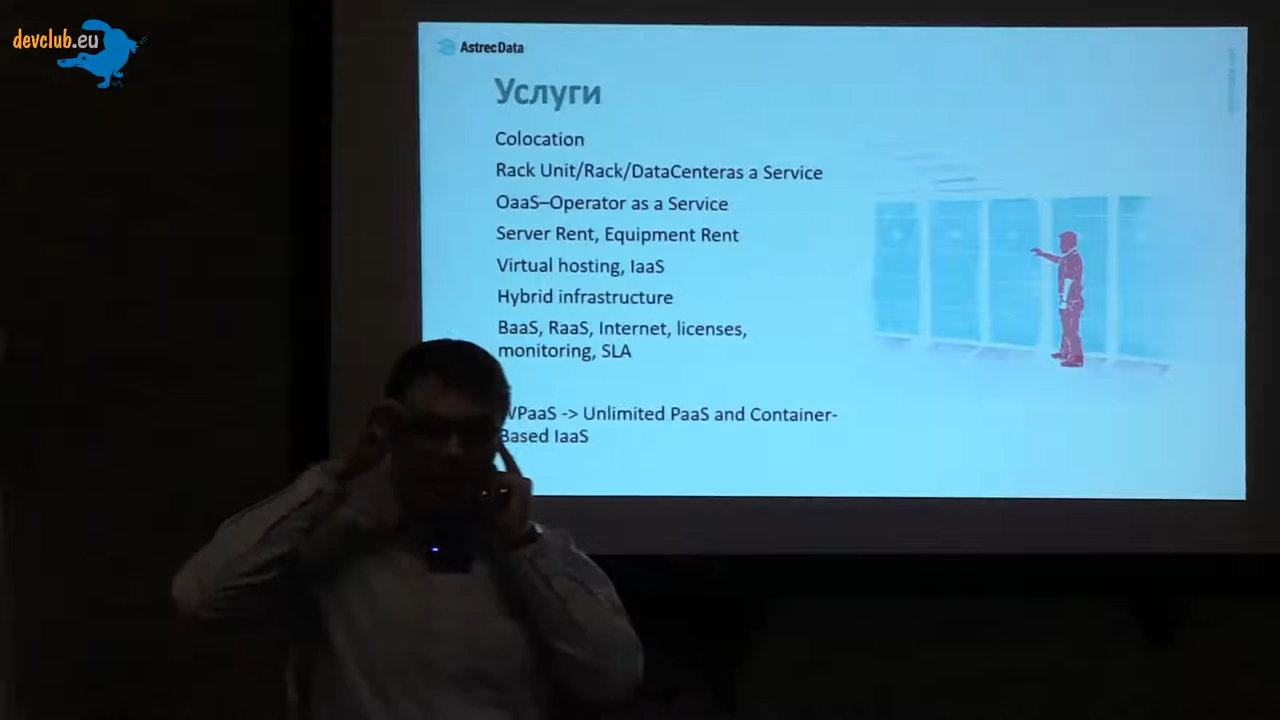 devclub.eu
AstrecData
Услуги
Colocation
Rack Unit/Rack/DataCenteras a Service
OaaS–Operator as a Service
Server Rent, Equipment Rent
Virtual hosting, IaaS
Hybrid infrastructure
BaaS, RaaS, Internet, licenses,
monitoring, SLA
-> Unlimited PaaS and Container-
Based IaaS